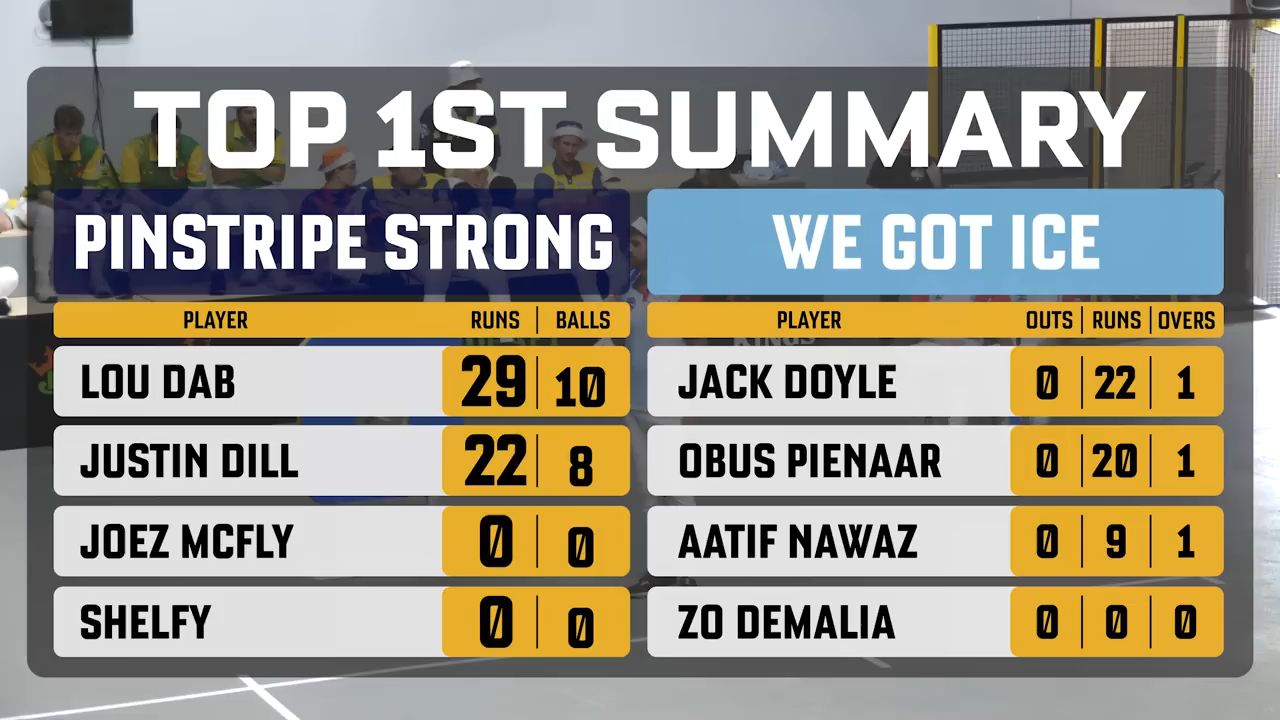 TOP 1ST SUMMARY
PINSTRIPE STRONG
PLAYER RUNS BALLS
LOU DAB 29 10
JUSTIN DILL 22 8
JOEZ MCFLY 0 0
SHELFY 0 0
WE GOT ICE
PLAYER OUTS RUNS OVERS
JACK DOYLE 0 22 1
OBUS PIENAAR 0 20 1
AATIF NAWAZ 0 9 1
ZO DEMALIA 0 0 0
KINGS